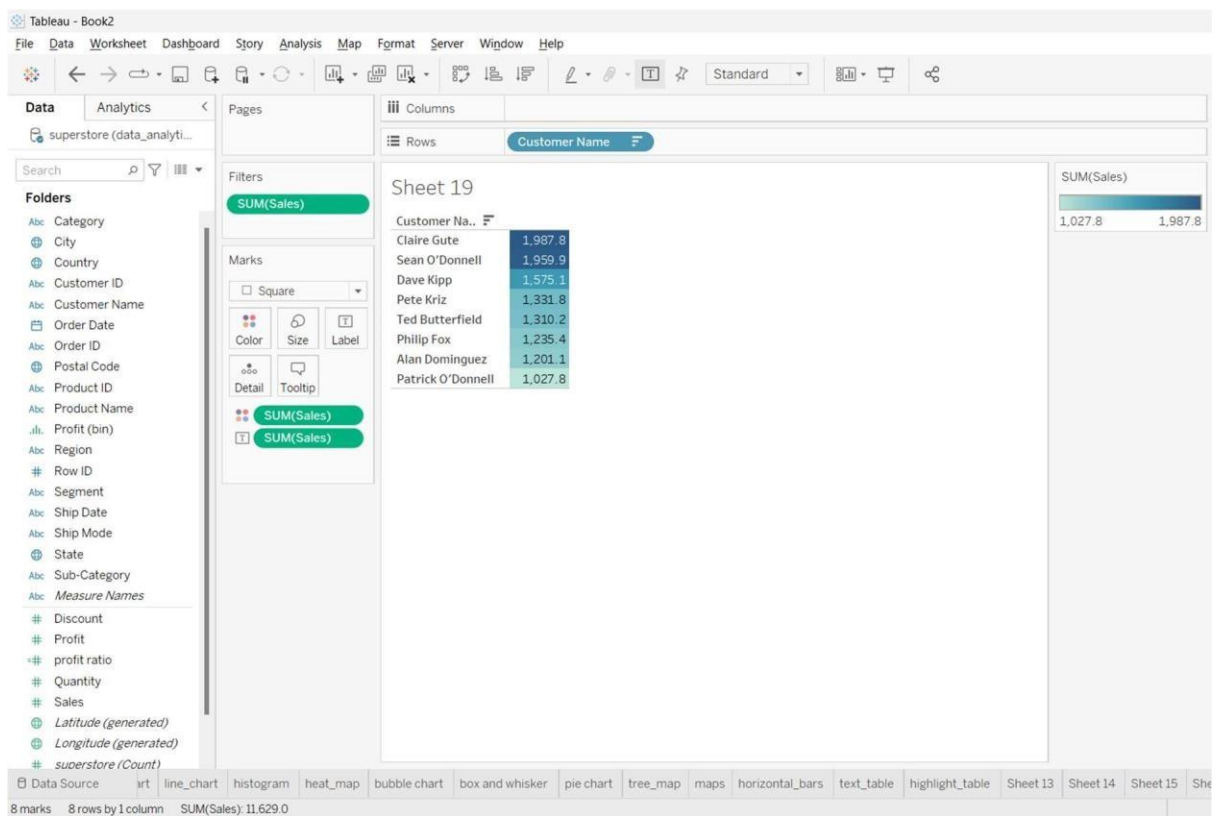 Tableau - Book2
File Data Worksheet Dashboard Story Analysis Map Format Server Window Help
Standard
Data Analytics
superstore (data_analyti...
Search
Folders
Abc Category
City
Country
Abc Customer ID
Abc Customer Name
Order Date
Abc Order ID
Postal Code
Abc Product ID
Abc Product Name
Profit (bin)
Abc Region
# Row ID
Abc Segment
Abc Ship Date
Abc Ship Mode
State
Abc Sub-Category
Abc Measure Names
# Discount
# Profit
=# profit ratio
# Quantity
# Sales
Latitude (generated)
Longitude (generated)
# superstore (Count)
Pages
Filters
SUM(Sales)
Marks
Square
Color Size Label
Detail Tooltip
SUM(Sales)
SUM(Sales)
Columns
Rows Customer Name
Sheet 19
Customer Na..
Claire Gute 1,987.8
Sean O'Donnell 1,959.9
Dave Kipp 1,575.1
Pete Kriz 1,331.8
Ted Butterfield 1,310.2
Philip Fox 1,235.4
Alan Dominguez 1,201.1
Patrick O'Donnell 1,027.8
SUM(Sales)
1,027.8 1,987.8
Data Source art line_chart histogram heat_map bubble chart box and whisker pie chart tree_map maps horizontal_bars text_table highlight_table Sheet 13 Sheet 14 Sheet 15 She
8 marks 8 rows by 1 column SUM(Sales): 11,629.0